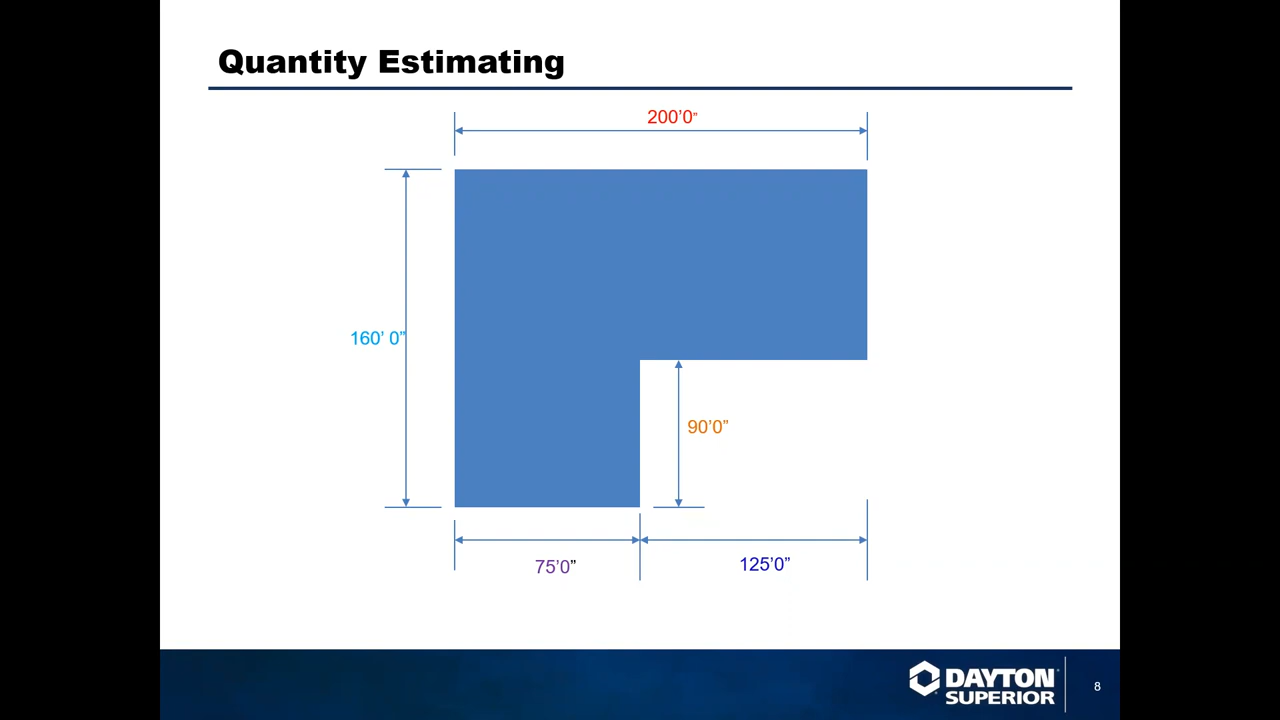 Quantity Estimating
200’0”
160’ 0”
90’0”
75’0”
125’0”
DAYTON
SUPERIOR
8